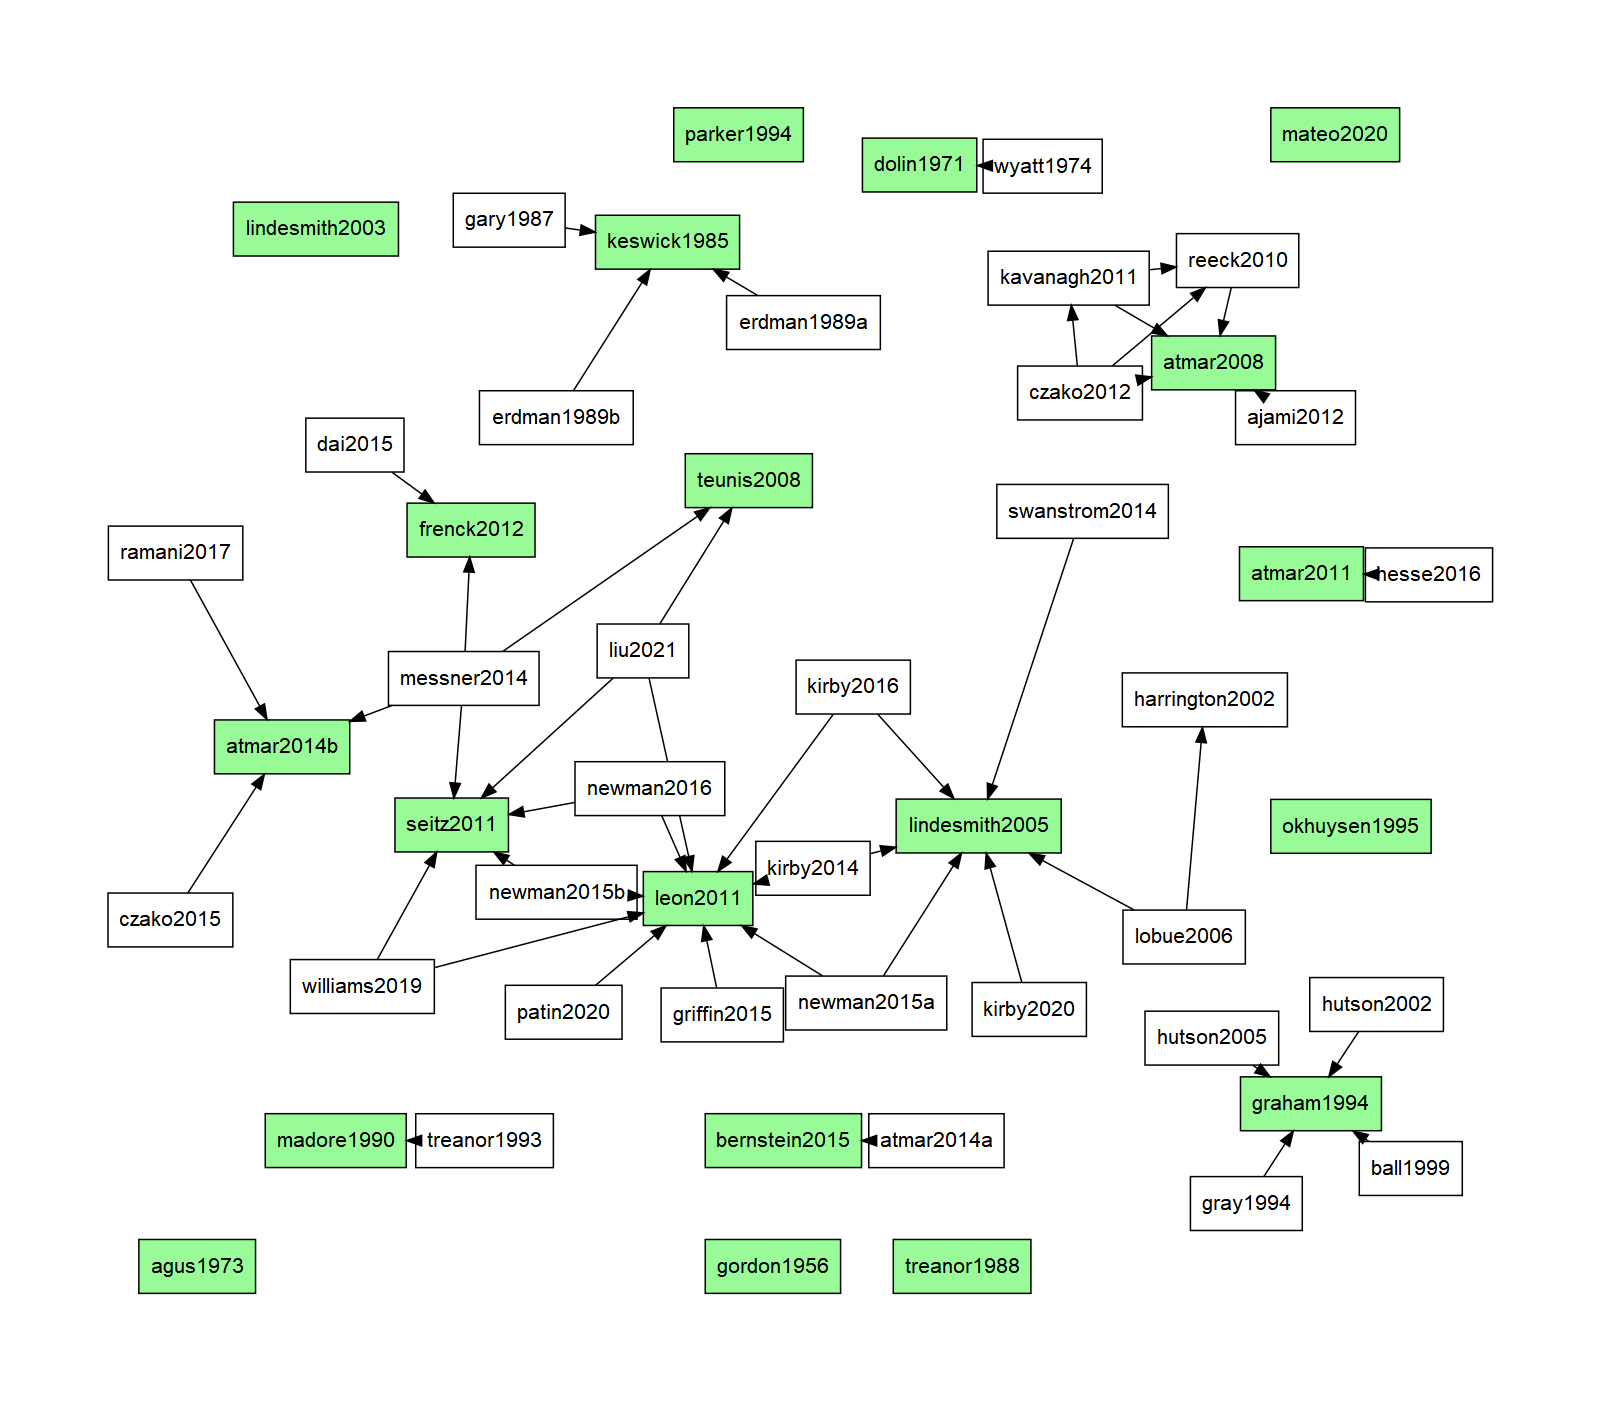 parker1994
mateo2020
dolin1971
wyatt1974
lindesmith2003
gary1987
keswick1985
kavanagh2011
reeck2010
erdman1989a
atmar2008
czako2012
erdman1989b
ajami2012
dai2015
teunis2008
swanstrom2014
frenck2012
ramani2017
atmar2011
hesse2016
liu2021
messner2014
kirby2016
harrington2002
atmar2014b
newman2016
seitz2011
lindesmith2005
okhuysen1995
kirby2014
newman2015b
leon2011
czako2015
lobue2006
williams2019
patin2020
griffin2015
newman2015a
kirby2020
hutson2002
hutson2005
graham1994
madore1990
treanor1993
bernstein2015
atmar2014a
ball1999
gray1994
agus1973
gordon1956
treanor1988